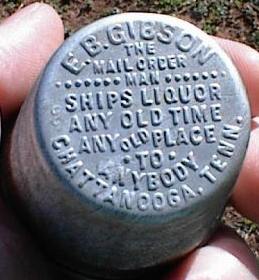 E.B. GIBSON
THE
MAIL ORDER
MAN
SHIPS LIQUOR
ANY OLD TIME
ANY OLD PLACE
·TO·
ANYBODY
CHATTANOOGA, TENN.